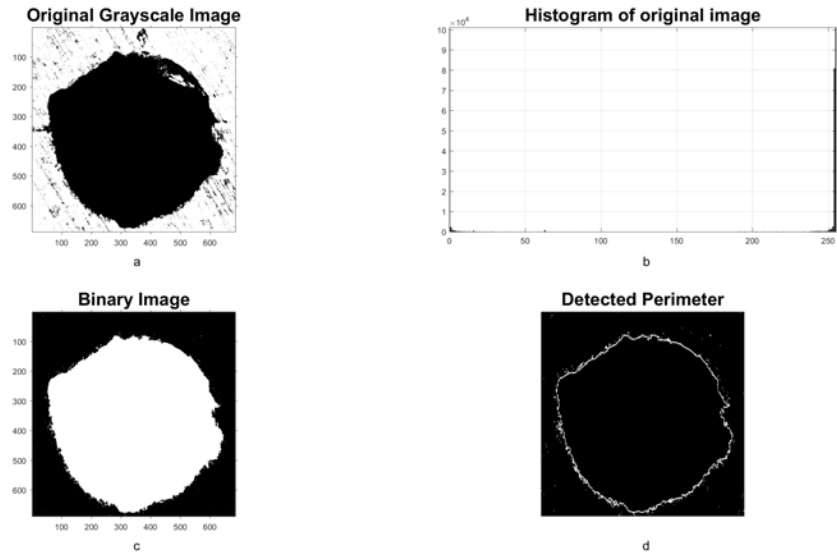 Original Grayscale Image
100
200
300
400
500
600
100 200 300 400 500 600
a
Histogram of original image
×10⁴
10
9
8
7
6
5
4
3
2
1
0
0 50 100 150 200 250
b
Binary Image
100
200
300
400
500
600
100 200 300 400 500 600
c
Detected Perimeter
d